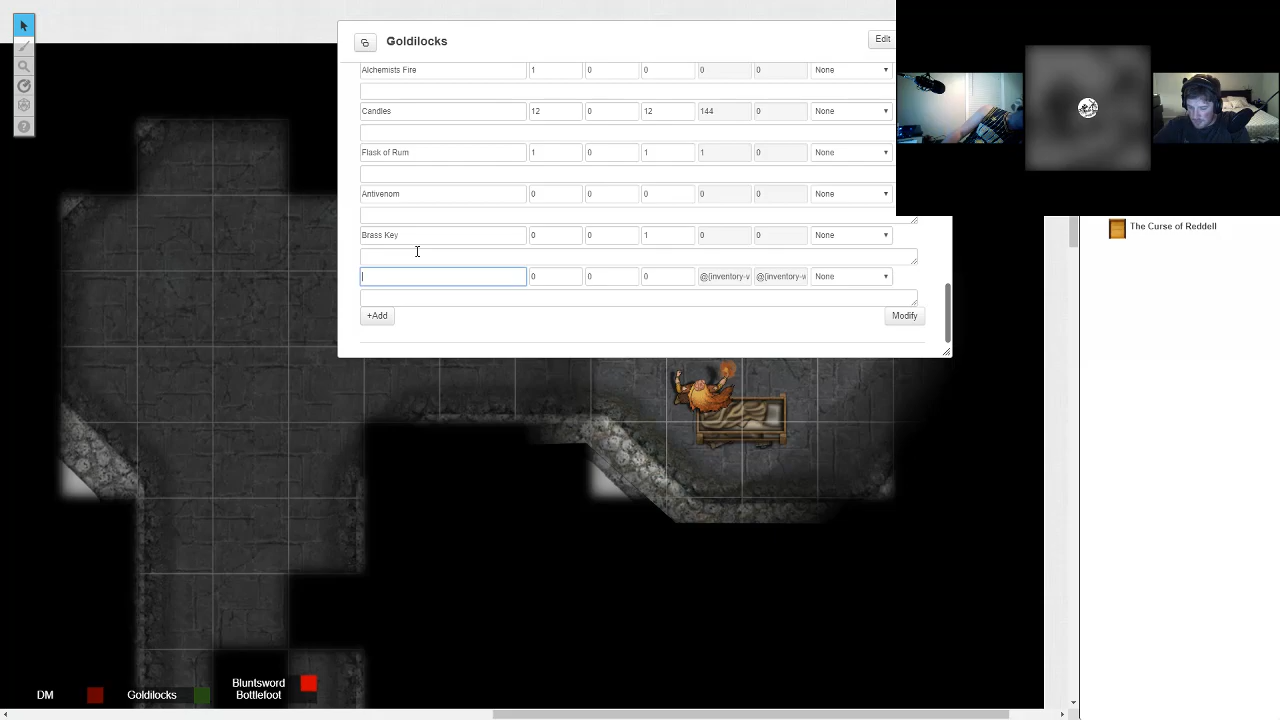 Goldilocks
Edit
Alchemists Fire 1 0 0 0 0 None
Candles 12 0 12 144 0 None
Flask of Rum 1 0 1 1 0 None
Antivenom 0 0 0 0 0 None
Brass Key 0 0 1 0 0 None
0 0 0 @{inventory-v @{inventory-w None
+Add Modify
The Curse of Reddell
DM Goldilocks Bluntsword
Bottlefoot